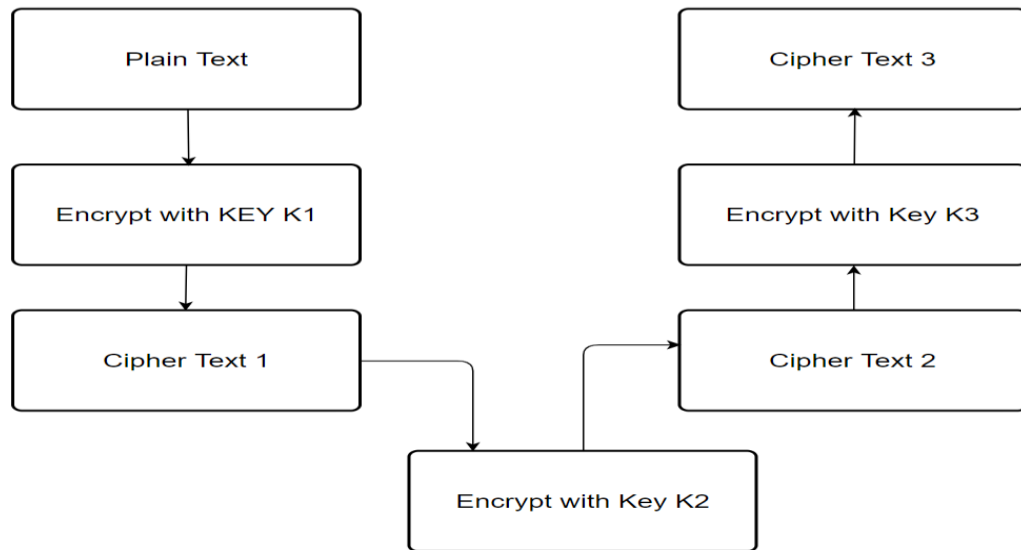 Plain Text
Encrypt with KEY K1
Cipher Text 1
Encrypt with Key K2
Cipher Text 2
Encrypt with Key K3
Cipher Text 3